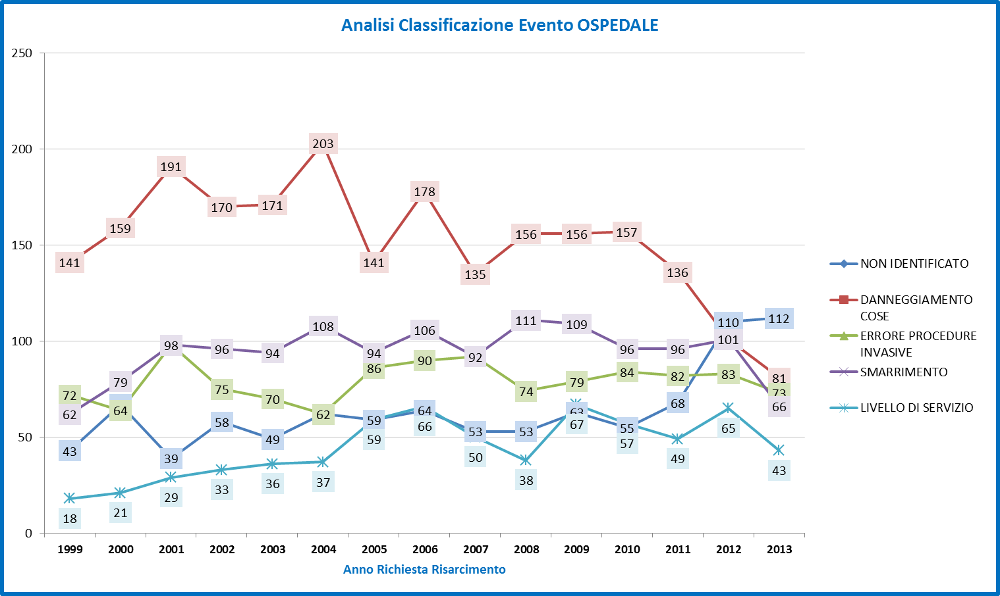 Analisi Classificazione Evento OSPEDALE
250
200
150
100
50
0
141 159 191 170 171 203 141 178 135 156 156 157 136 81
110 112
62 79 98 96 94 108 94 106 92 111 109 96 96 101 66
72 64 75 70 62 86 90 74 79 84 82 83 73
43 39 58 49 59 64 53 53 63 55 68
18 21 29 33 36 37 59 66 50 38 67 57 49 65 43
1999 2000 2001 2002 2003 2004 2005 2006 2007 2008 2009 2010 2011 2012 2013
Anno Richiesta Risarcimento
NON IDENTIFICATO
DANNEGGIAMENTO
COSE
ERRORE PROCEDURE
INVASIVE
SMARRIMENTO
LIVELLO DI SERVIZIO